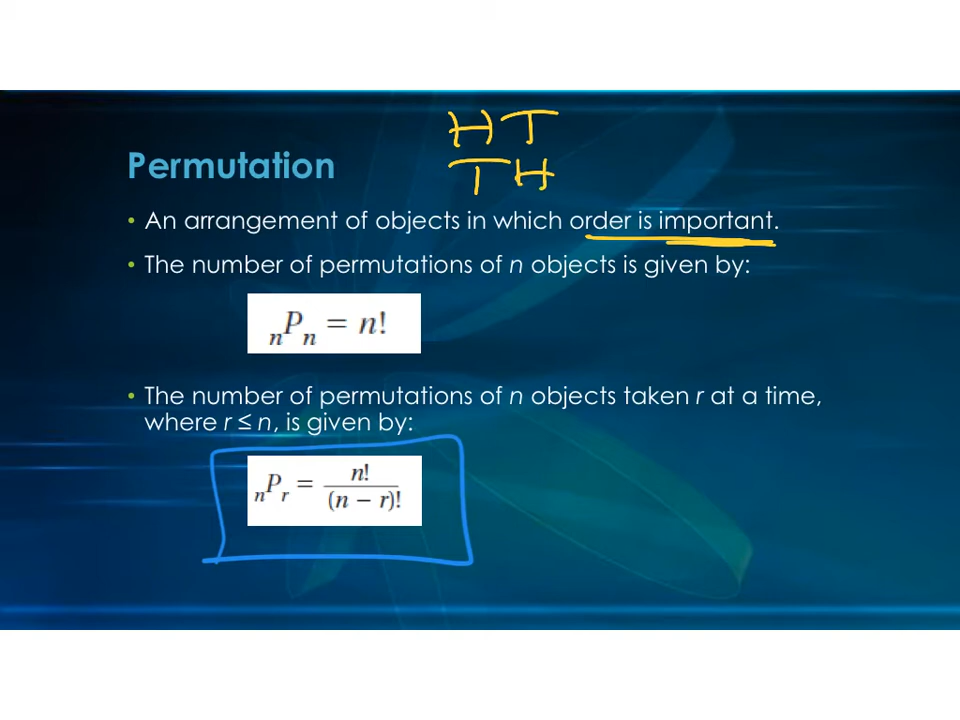 HT
TH
Permutation
• An arrangement of objects in which order is important.
• The number of permutations of n objects is given by:
ₙPₙ = n!
• The number of permutations of n objects taken r at a time,
where r ≤ n, is given by:
ₙPᵣ = n! / (n − r)!